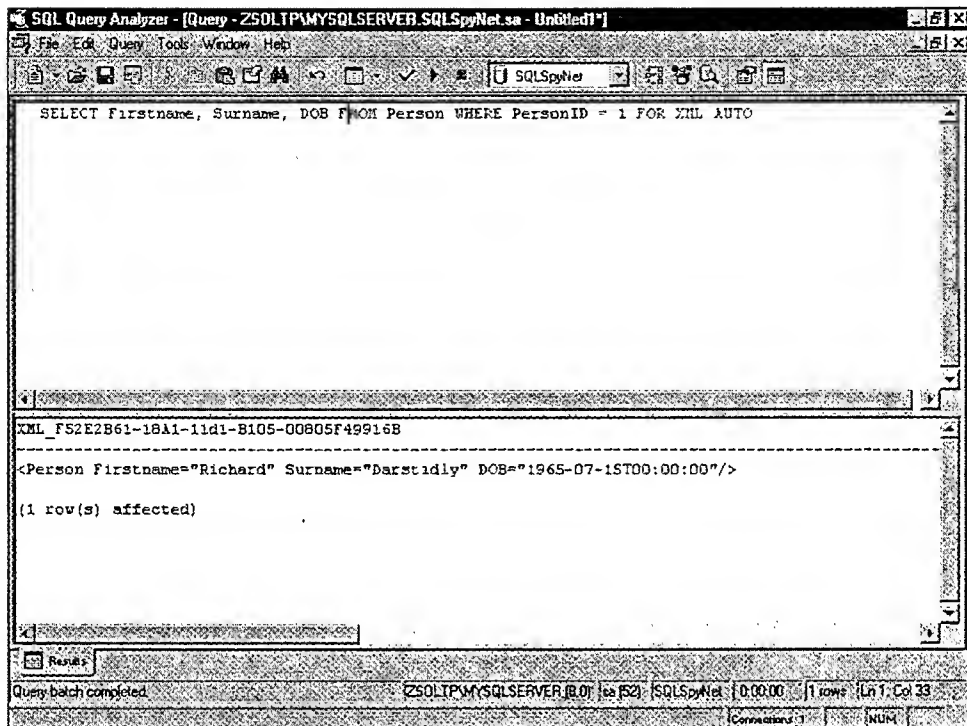 SQL Query Analyzer - [Query - ZSOLTP\MYSQLSERVER.SQLSpyNet.sa - Untitled1*]
File Edit Query Tools Window Help
SQLSpyNet
SELECT Firstname, Surname, DOB FROM Person WHERE PersonID = 1 FOR XML AUTO
XML_F52E2B61-18A1-11d1-B105-00805F49916B
<Person Firstname="Richard" Surname="Darstidly" DOB="1965-07-15T00:00:00"/>
(1 row(s) affected)
Results
Query batch completed. ZSOLTP\MYSQLSERVER (8.0) sa (52) SQLSpyNet 0:00:00 1 rows Ln 1, Col 33
Connections: 1 NUM